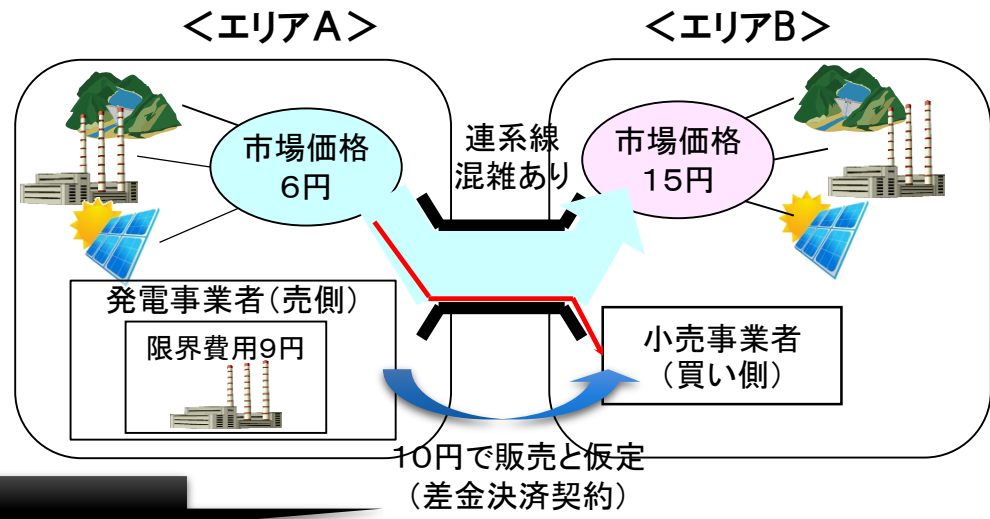 ＜エリアA＞
＜エリアB＞
市場価格
6円
連系線
混雑あり
市場価格
15円
発電事業者（売側）
限界費用9円
小売事業者
（買い側）
10円で販売と仮定
（差金決済契約）